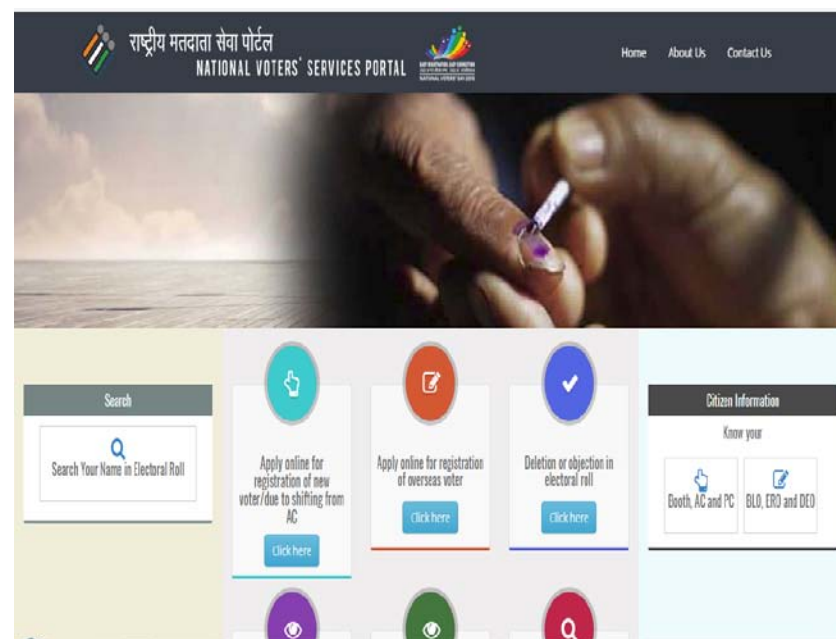 राष्ट्रीय मतदाता सेवा पोर्टल
NATIONAL VOTERS' SERVICES PORTAL
Home About Us Contact Us
Search
Search Your Name in Electoral Roll
Apply online for
registration of new
voter/due to shifting from
AC
Click here
Apply online for registration
of overseas voter
Click here
Deletion or objection in
electoral roll
Click here
Citizen Information
Know your
Booth, AC and PC
BLO, ERO and DEO